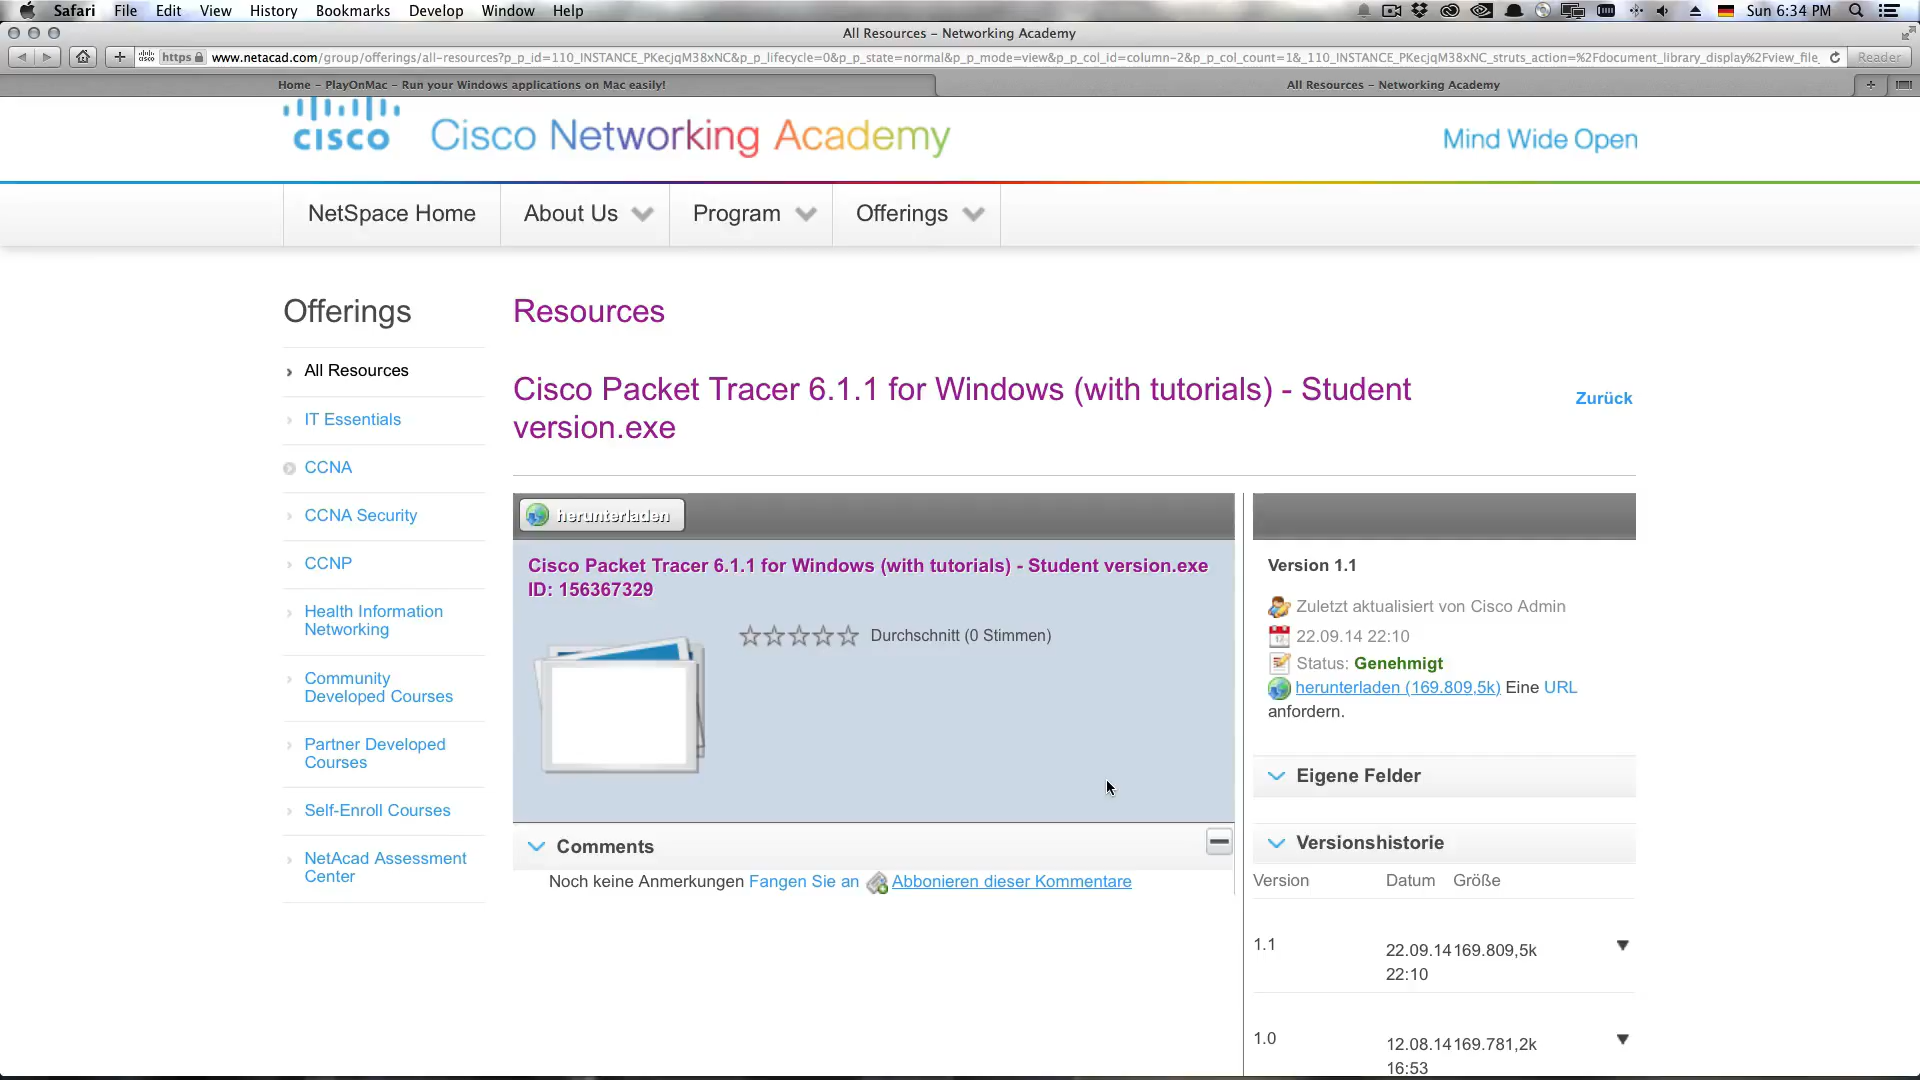 Safari File Edit View History Bookmarks Develop Window Help Sun 6:34 PM
All Resources – Networking Academy
https www.netacad.com/group/offerings/all-resources?p_p_id=110_INSTANCE_PKecjqM38xNC&p_p_lifecycle=0&p_p_state=normal&p_p_mode=view&p_p_col_id=column-2&p_p_col_count=1&_110_INSTANCE_PKecjqM38xNC_struts_action=%2Fdocument_library_display%2Fview_file_ Reader
Home – PlayOnMac – Run your Windows applications on Mac easily! All Resources – Networking Academy
cisco Cisco Networking Academy Mind Wide Open
NetSpace Home About Us Program Offerings
Offerings
All Resources
IT Essentials
CCNA
CCNA Security
CCNP
Health Information
Networking
Community
Developed Courses
Partner Developed
Courses
Self-Enroll Courses
NetAcad Assessment
Center
Resources
Cisco Packet Tracer 6.1.1 for Windows (with tutorials) - Student
version.exe
Zurück
herunterladen
Cisco Packet Tracer 6.1.1 for Windows (with tutorials) - Student version.exe
ID: 156367329
Durchschnitt (0 Stimmen)
Comments
Noch keine Anmerkungen Fangen Sie an Abbonieren dieser Kommentare
Version 1.1
Zuletzt aktualisiert von Cisco Admin
22.09.14 22:10
Status: Genehmigt
herunterladen (169.809,5k) Eine URL
anfordern.
Eigene Felder
Versionshistorie
Version Datum Größe
1.1 22.09.14 169.809,5k
22:10
1.0 12.08.14 169.781,2k
16:53